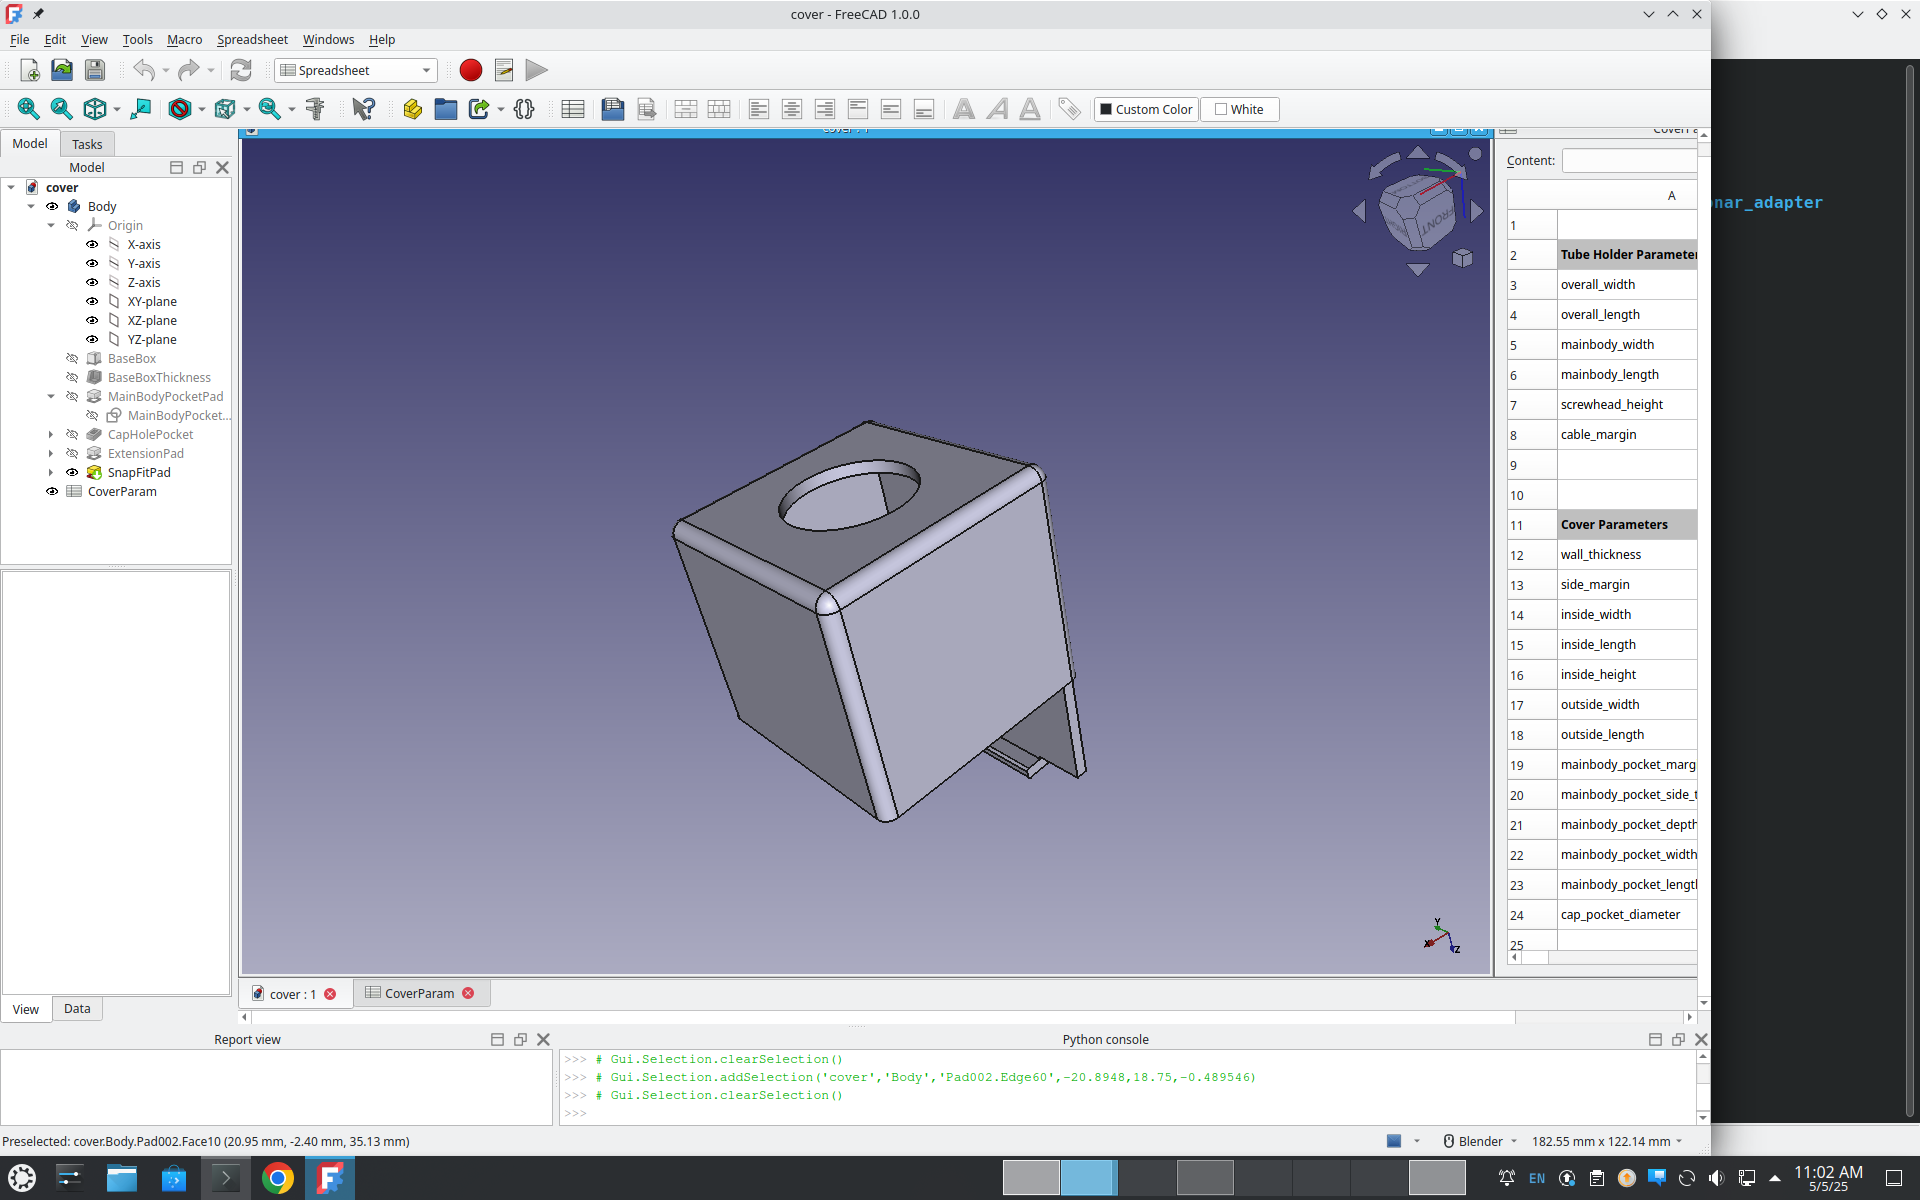 cover - FreeCAD 1.0.0
File Edit View Tools Macro Spreadsheet Windows Help
Spreadsheet
Custom Color White
Model Tasks
Model
cover
Body
Origin
X-axis
Y-axis
Z-axis
XY-plane
XZ-plane
YZ-plane
BaseBox
BaseBoxThickness
MainBodyPocketPad
MainBodyPocket...
CapHolePocket
ExtensionPad
SnapFitPad
CoverParam
View Data
cover : 1
FRONT
Y
X
Z
Content:
A
1
2 Tube Holder Parameter
3 overall_width
4 overall_length
5 mainbody_width
6 mainbody_length
7 screwhead_height
8 cable_margin
9
10
11 Cover Parameters
12 wall_thickness
13 side_margin
14 inside_width
15 inside_length
16 inside_height
17 outside_width
18 outside_length
19 mainbody_pocket_marg
20 mainbody_pocket_side_t
21 mainbody_pocket_depth
22 mainbody_pocket_width
23 mainbody_pocket_lengt
24 cap_pocket_diameter
25
onar_adapter
cover : 1 CoverParam
Report view
Python console
>>> # Gui.Selection.clearSelection()
>>> # Gui.Selection.addSelection('cover','Body','Pad002.Edge60',-20.8948,18.75,-0.489546)
>>> # Gui.Selection.clearSelection()
>>>
Preselected: cover.Body.Pad002.Face10 (20.95 mm, -2.40 mm, 35.13 mm)
Blender 182.55 mm x 122.14 mm
EN
11:02 AM
5/5/25